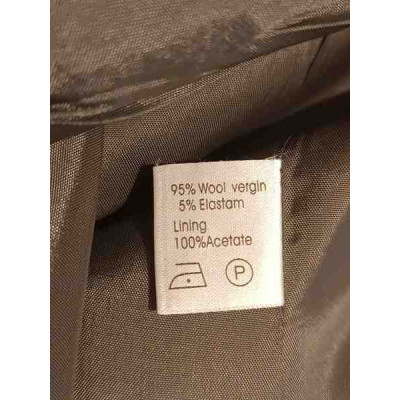 95% Wool vergin
5% Elastam
Lining
100%Acetate
P